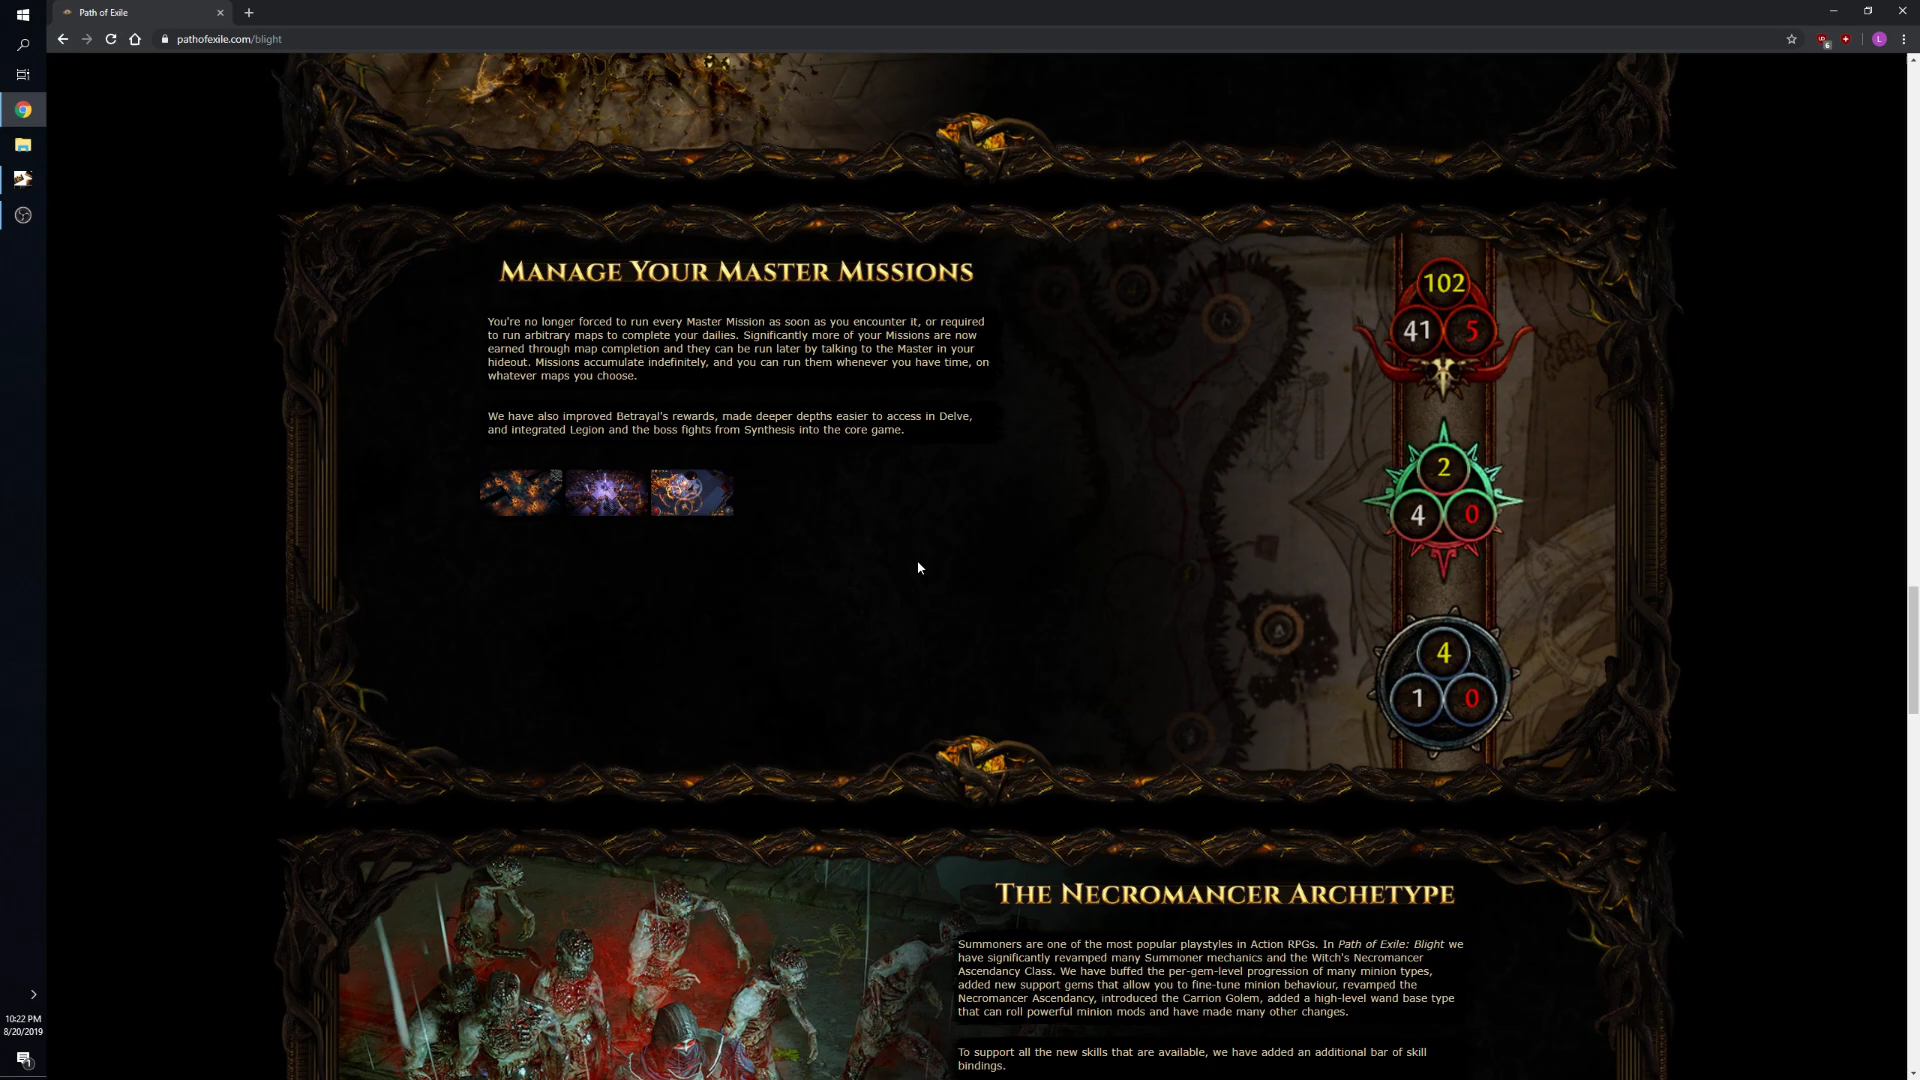 Path of Exile
pathofexile.com/blight
6
L
MANAGE YOUR MASTER MISSIONS
You're no longer forced to run every Master Mission as soon as you encounter it, or required
to run arbitrary maps to complete your dailies. Significantly more of your Missions are now
earned through map completion and they can be run later by talking to the Master in your
hideout. Missions accumulate indefinitely, and you can run them whenever you have time, on
whatever maps you choose.
We have also improved Betrayal's rewards, made deeper depths easier to access in Delve,
and integrated Legion and the boss fights from Synthesis into the core game.
102
41 5
2
4 0
4
1 0
THE NECROMANCER ARCHETYPE
Summoners are one of the most popular playstyles in Action RPGs. In Path of Exile: Blight we
have significantly revamped many Summoner mechanics and the Witch's Necromancer
Ascendancy Class. We have buffed the per-gem-level progression of many minion types,
added new support gems that allow you to fine-tune minion behaviour, revamped the
Necromancer Ascendancy, introduced the Carrion Golem, added a high-level wand base type
that can roll powerful minion mods and have made many other changes.
To support all the new skills that are available, we have added an additional bar of skill
bindings.
10:22 PM
8/20/2019
1